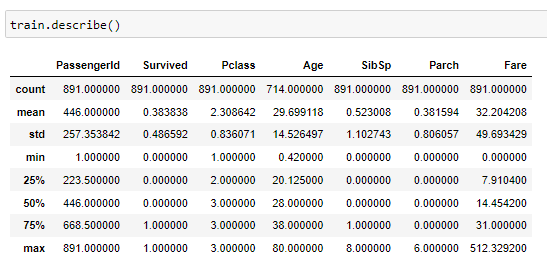 train.describe()
PassengerId Survived Pclass Age SibSp Parch Fare
count 891.000000 891.000000 891.000000 714.000000 891.000000 891.000000 891.000000
mean 446.000000 0.383838 2.308642 29.699118 0.523008 0.381594 32.204208
std 257.353842 0.486592 0.836071 14.526497 1.102743 0.806057 49.693429
min 1.000000 0.000000 1.000000 0.420000 0.000000 0.000000 0.000000
25% 223.500000 0.000000 2.000000 20.125000 0.000000 0.000000 7.910400
50% 446.000000 0.000000 3.000000 28.000000 0.000000 0.000000 14.454200
75% 668.500000 1.000000 3.000000 38.000000 1.000000 0.000000 31.000000
max 891.000000 1.000000 3.000000 80.000000 8.000000 6.000000 512.329200